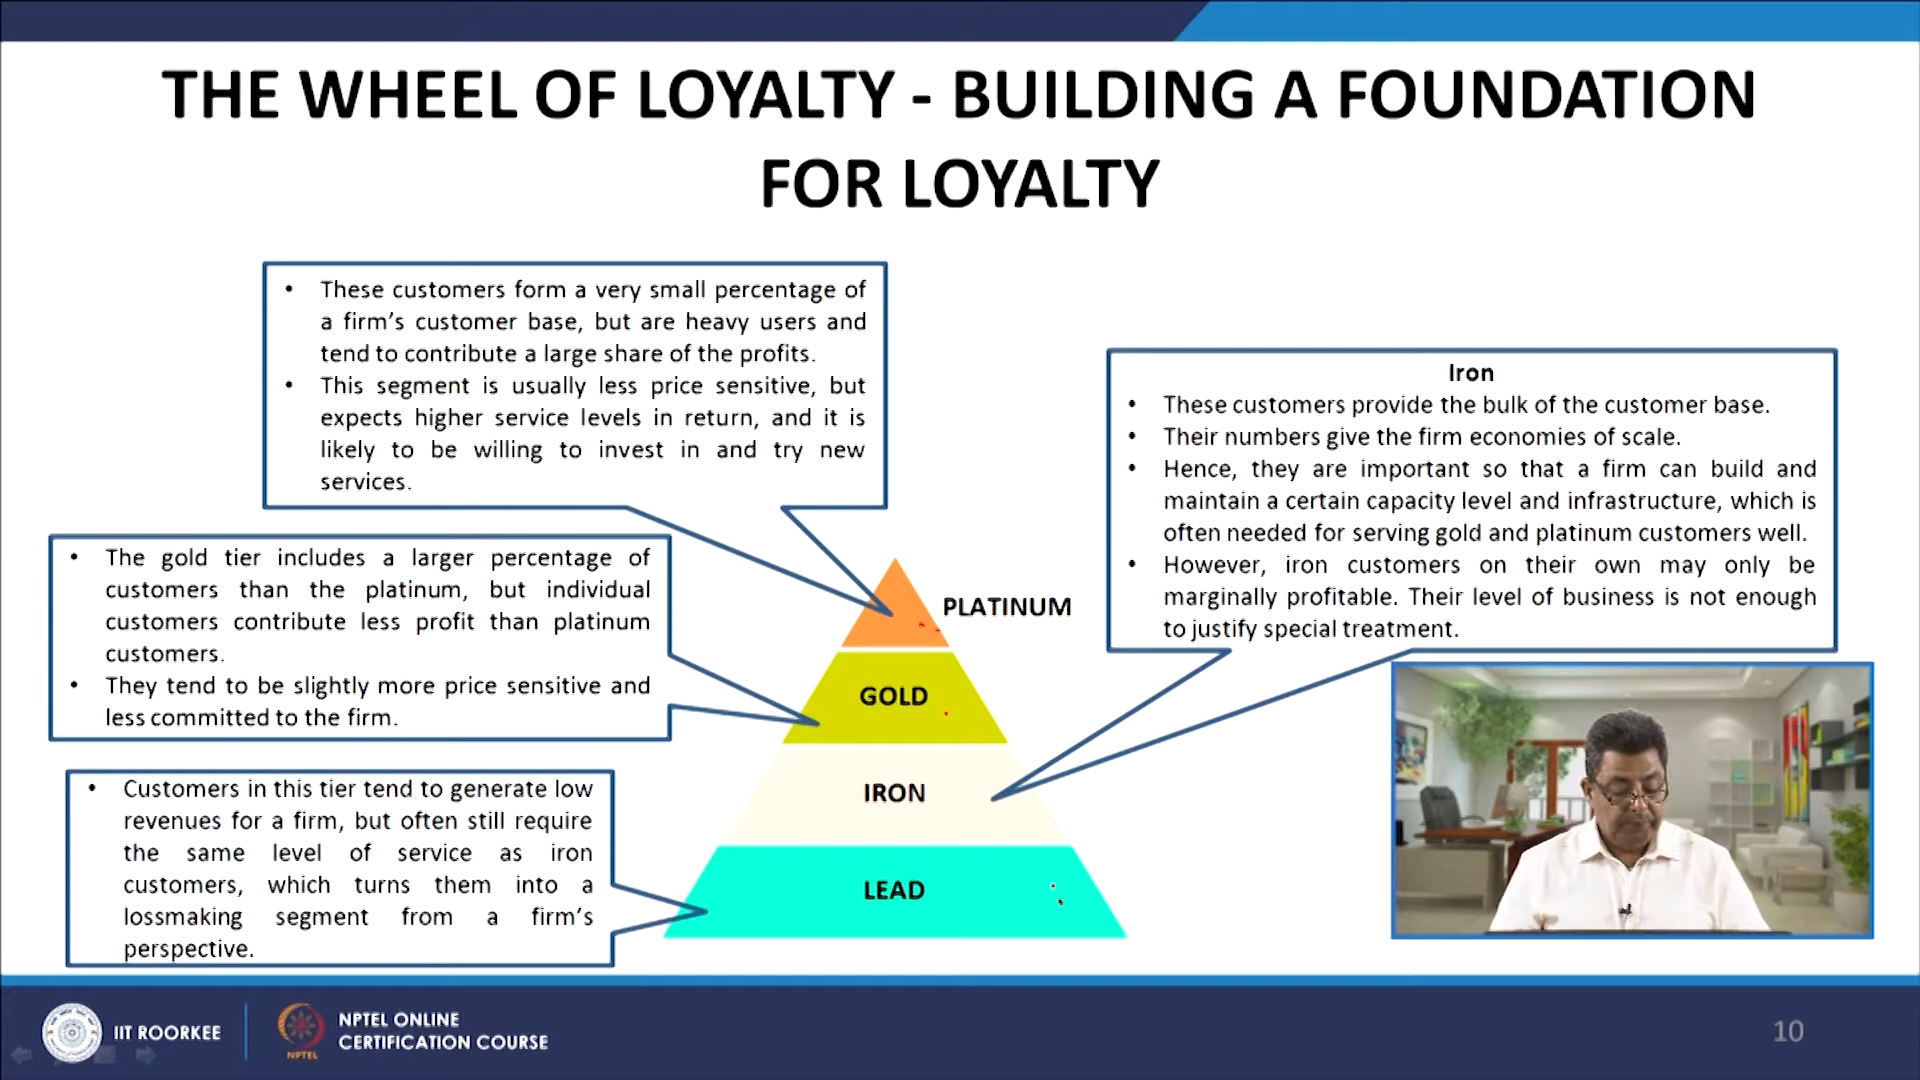 THE WHEEL OF LOYALTY - BUILDING A FOUNDATION
FOR LOYALTY
• These customers form a very small percentage of
a firm's customer base, but are heavy users and
tend to contribute a large share of the profits.
• This segment is usually less price sensitive, but
expects higher service levels in return, and it is
likely to be willing to invest in and try new
services.
• The gold tier includes a larger percentage of
customers than the platinum, but individual
customers contribute less profit than platinum
customers.
• They tend to be slightly more price sensitive and
less committed to the firm.
• Customers in this tier tend to generate low
revenues for a firm, but often still require
the same level of service as iron
customers, which turns them into a
lossmaking segment from a firm's
perspective.
PLATINUM
GOLD
IRON
LEAD
Iron
• These customers provide the bulk of the customer base.
• Their numbers give the firm economies of scale.
• Hence, they are important so that a firm can build and
maintain a certain capacity level and infrastructure, which is
often needed for serving gold and platinum customers well.
• However, iron customers on their own may only be
marginally profitable. Their level of business is not enough
to justify special treatment.
IIT ROORKEE
NPTEL
NPTEL ONLINE
CERTIFICATION COURSE
10